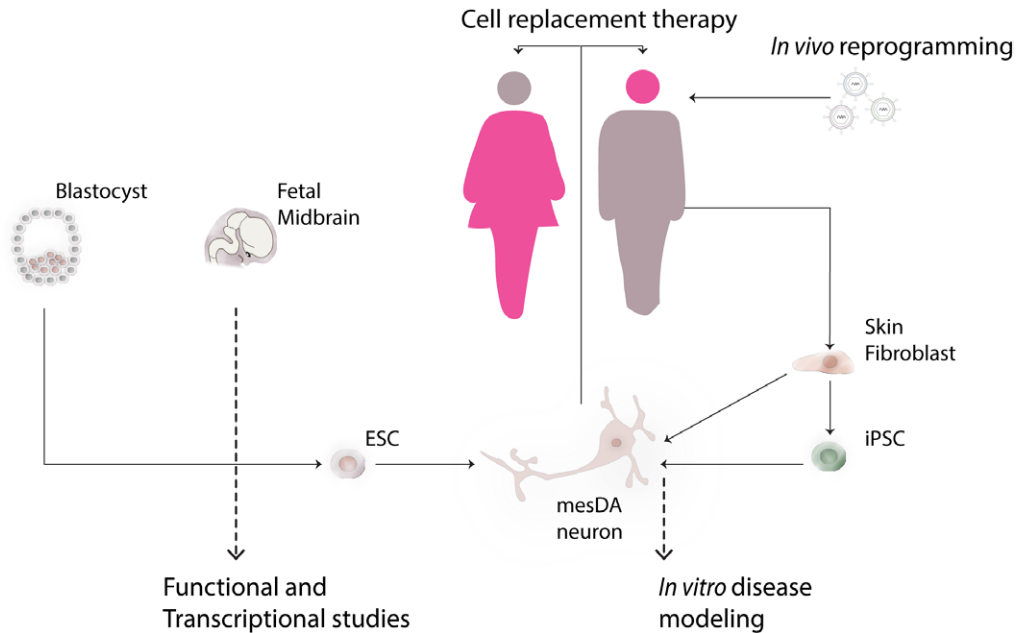 Cell replacement therapy
In vivo reprogramming
Blastocyst
Fetal
Midbrain
Skin
Fibroblast
ESC
iPSC
mesDA
neuron
Functional and
Transcriptional studies
In vitro disease
modeling